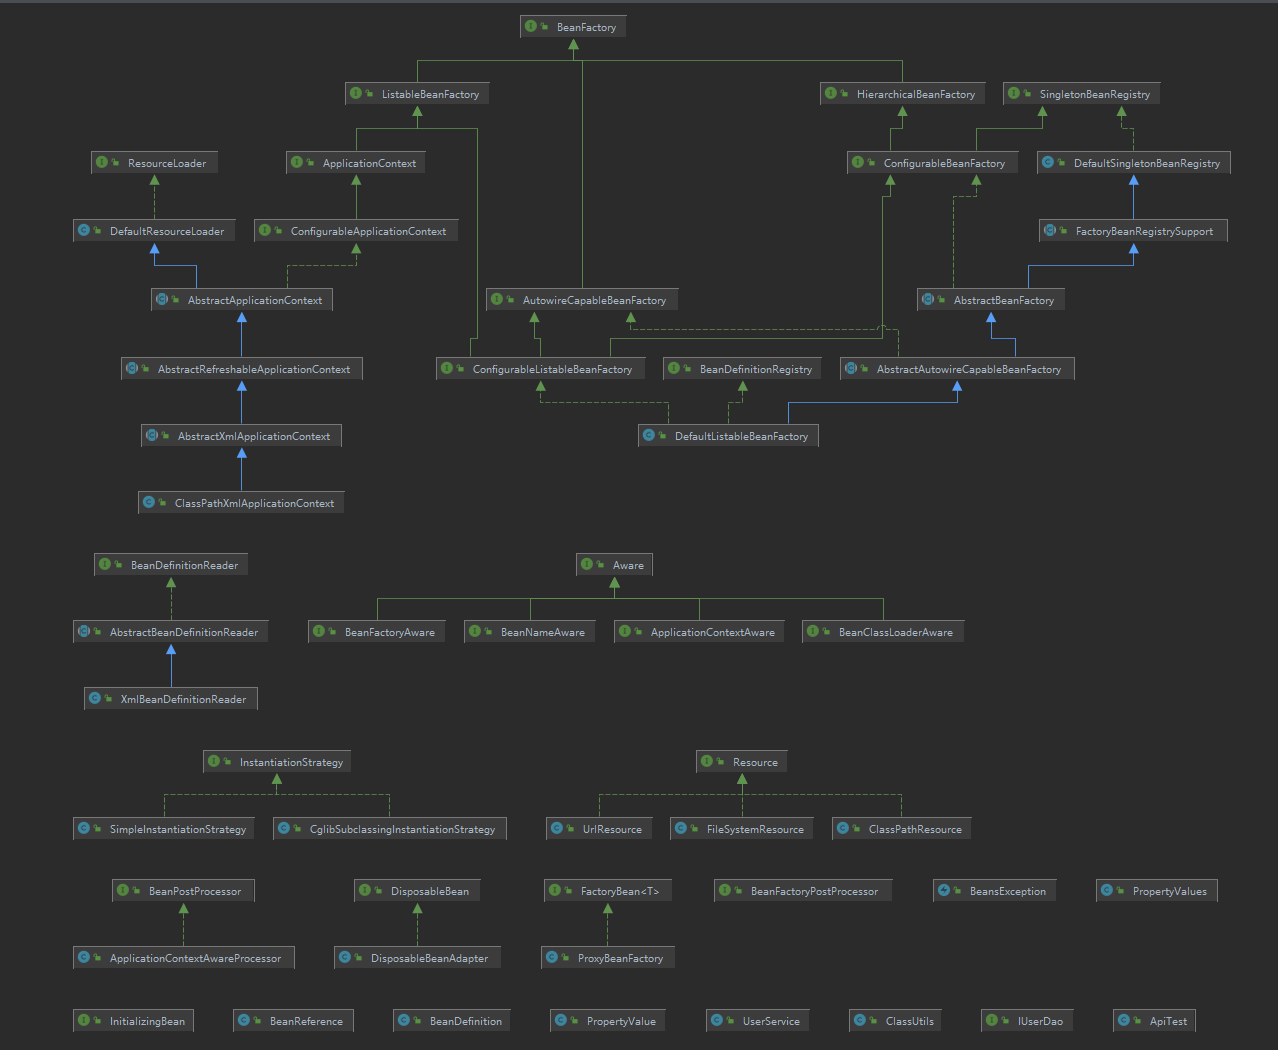 BeanFactory
ListableBeanFactory
HierarchicalBeanFactory
SingletonBeanRegistry
ResourceLoader
ApplicationContext
ConfigurableBeanFactory
DefaultSingletonBeanRegistry
DefaultResourceLoader
ConfigurableApplicationContext
FactoryBeanRegistrySupport
AbstractApplicationContext
AutowireCapableBeanFactory
AbstractBeanFactory
AbstractRefreshableApplicationContext
ConfigurableListableBeanFactory
BeanDefinitionRegistry
AbstractAutowireCapableBeanFactory
AbstractXmlApplicationContext
DefaultListableBeanFactory
ClassPathXmlApplicationContext
BeanDefinitionReader
Aware
AbstractBeanDefinitionReader
BeanFactoryAware
BeanNameAware
ApplicationContextAware
BeanClassLoaderAware
XmlBeanDefinitionReader
InstantiationStrategy
Resource
SimpleInstantiationStrategy
CglibSubclassingInstantiationStrategy
UrlResource
FileSystemResource
ClassPathResource
BeanPostProcessor
DisposableBean
FactoryBean<T>
BeanFactoryPostProcessor
BeansException
PropertyValues
ApplicationContextAwareProcessor
DisposableBeanAdapter
ProxyBeanFactory
InitializingBean
BeanReference
BeanDefinition
PropertyValue
UserService
ClassUtils
IUserDao
ApiTest